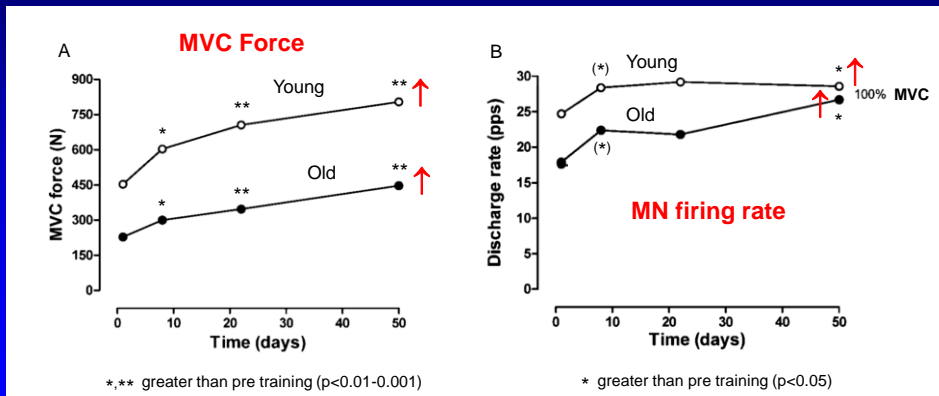 A
MVC Force
900
750
600
450
300
150
0
MVC force (N)
Young
*
**
**
Old
*
**
**
0 10 20 30 40 50
Time (days)
*,** greater than pre training (p<0.01-0.001)
B
30
25
20
15
10
5
0
Discharge rate (pps)
(*)
Young
*
100% MVC
Old
(*)
*
MN firing rate
0 10 20 30 40 50
Time (days)
* greater than pre training (p<0.05)